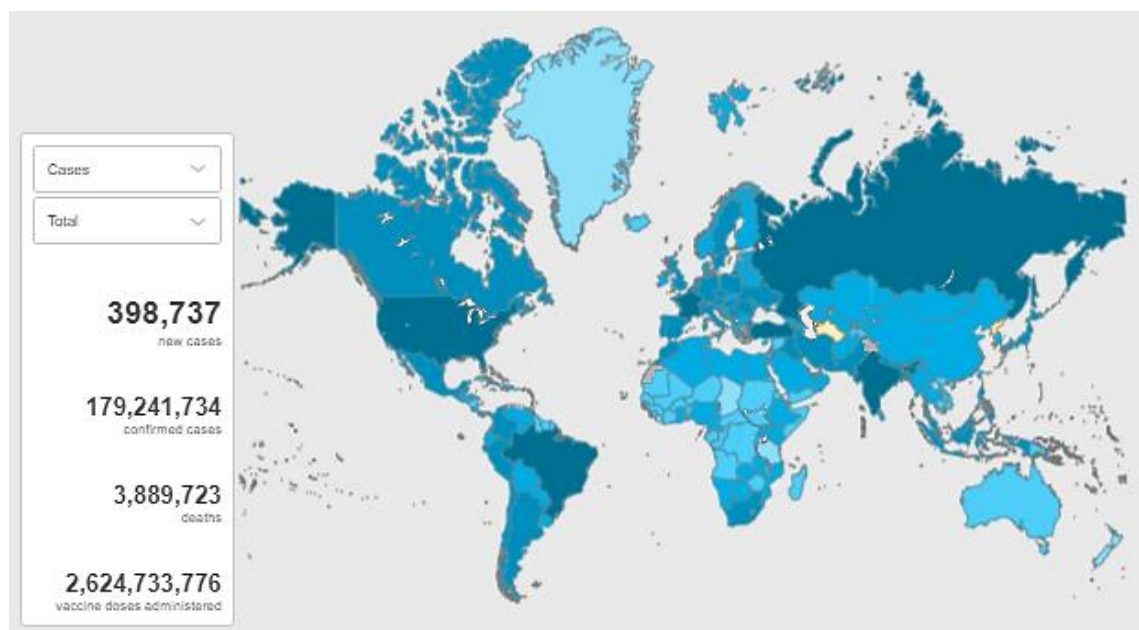 Cases
Total
398,737
new cases
179,241,734
confirmed cases
3,889,723
deaths
2,624,733,776
vaccine doses administered